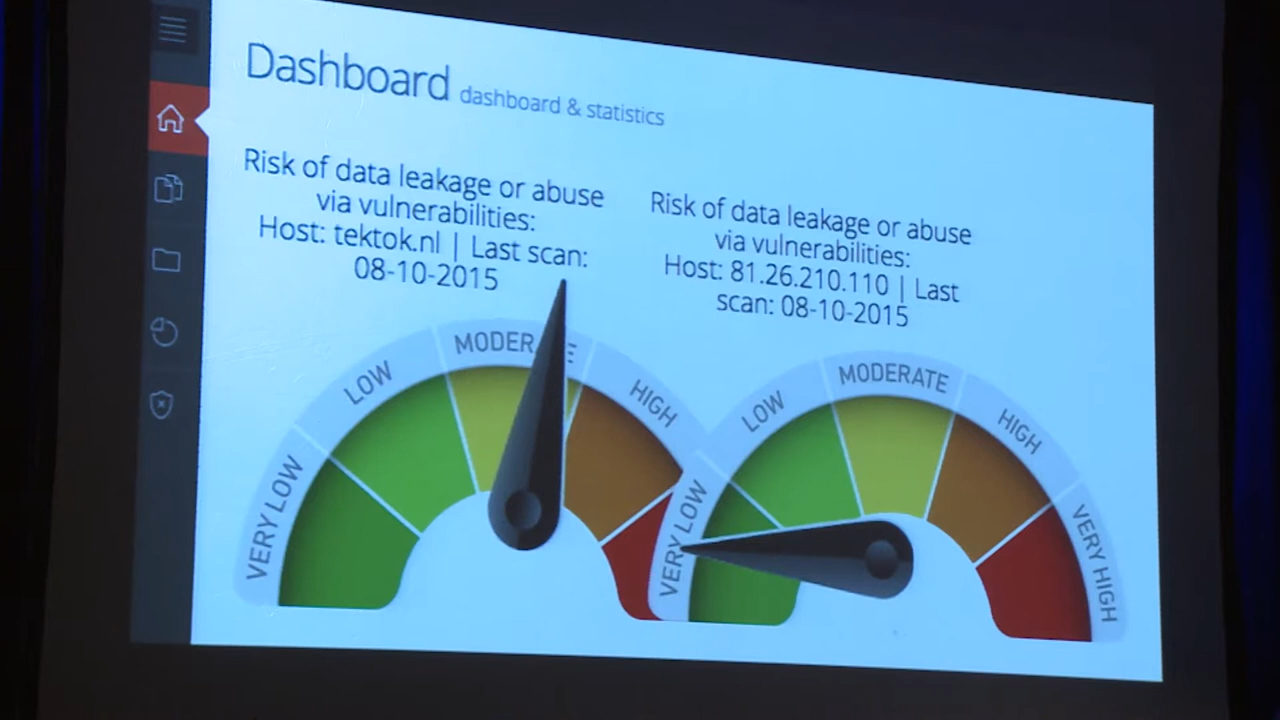 Dashboard dashboard & statistics
Risk of data leakage or abuse
via vulnerabilities:
Host: tektok.nl | Last scan:
08-10-2015
Risk of data leakage or abuse
via vulnerabilities:
Host: 81.26.210.110 | Last
scan: 08-10-2015
VERY LOW
LOW
MODERATE
HIGH
VERY LOW
LOW
MODERATE
HIGH
VERY HIGH